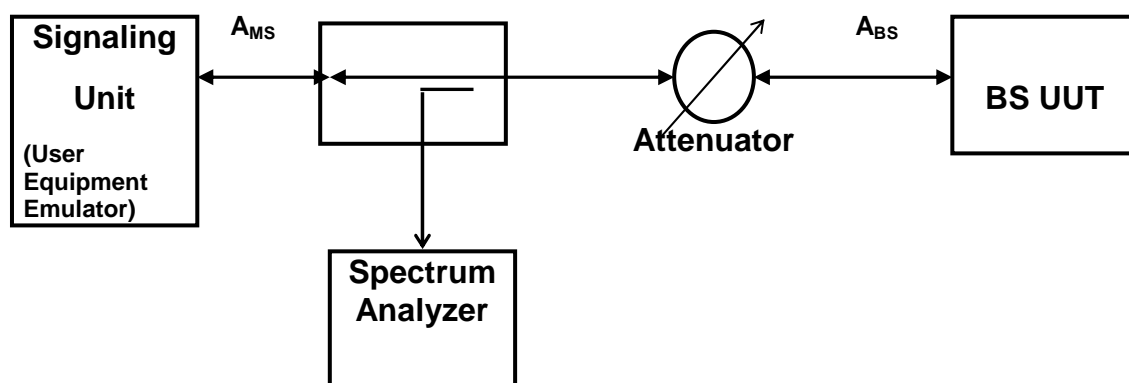 Signaling
Unit
(User
Equipment
Emulator)
AMS
Attenuator
ABS
BS UUT
Spectrum
Analyzer